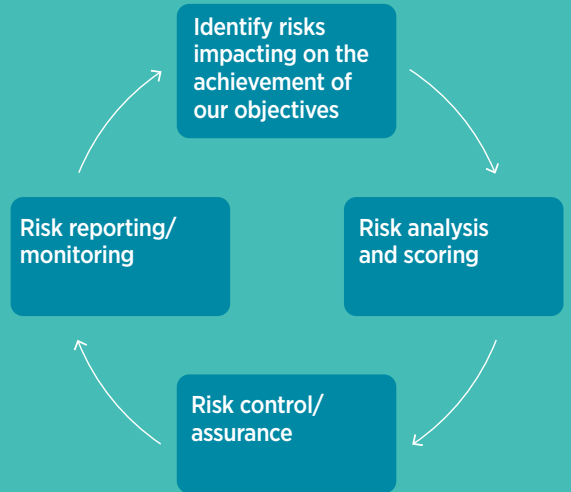 Identify risks
impacting on the
achievement of
our objectives
Risk analysis
and scoring
Risk control/
assurance
Risk reporting/
monitoring